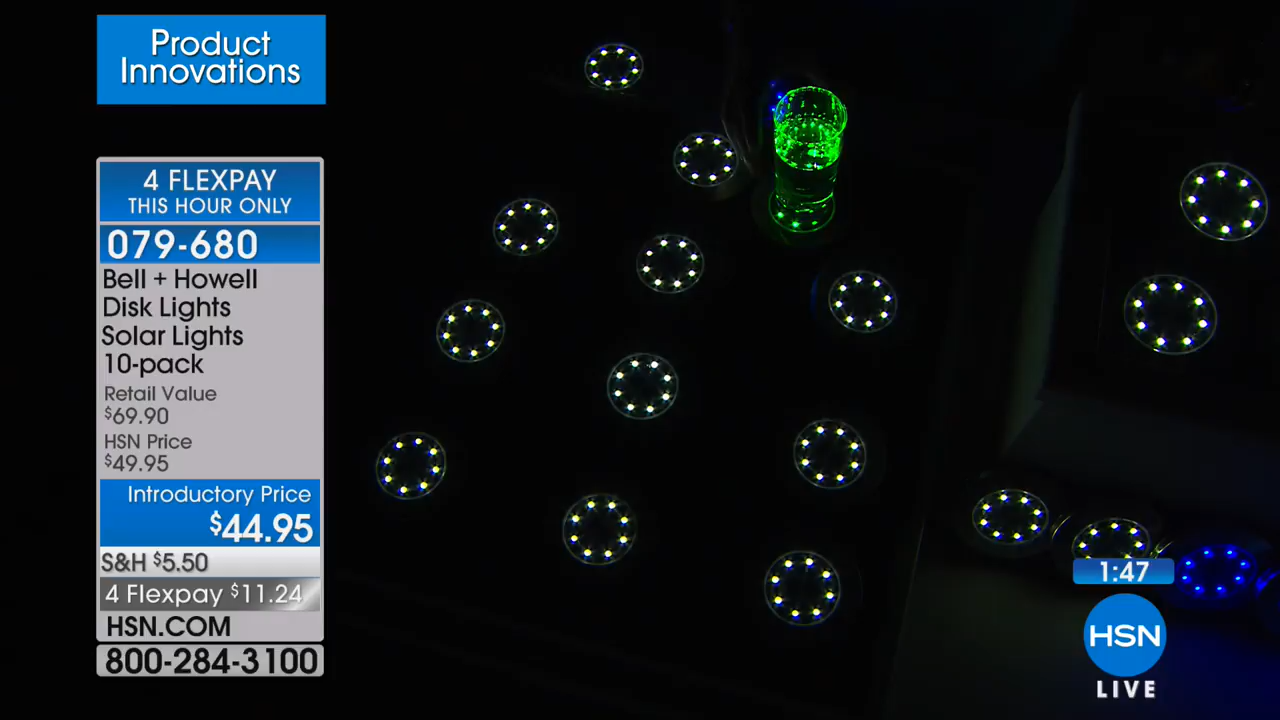 Product
Innovations
4 FLEXPAY
THIS HOUR ONLY
079-680
Bell + Howell
Disk Lights
Solar Lights
10-pack
Retail Value
$69.90
HSN Price
$49.95
Introductory Price
$44.95
S&H $5.50
4 Flexpay $11.24
HSN.COM
800-284-3100
1:47
HSN
LIVE